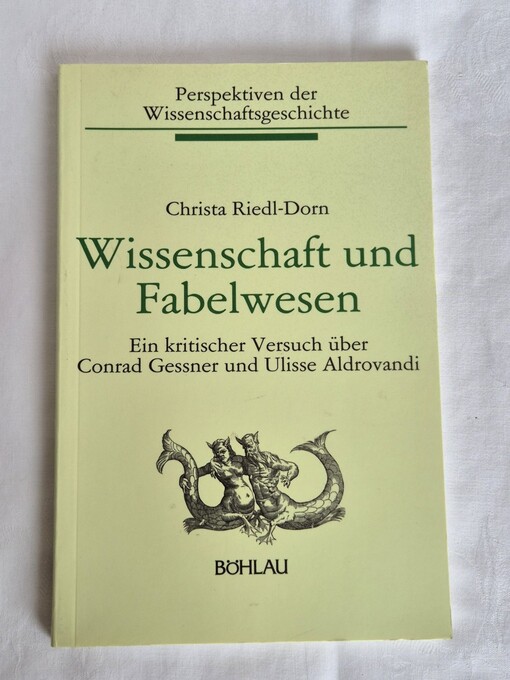 Perspektiven der
Wissenschaftsgeschichte
Christa Riedl-Dorn
Wissenschaft und
Fabelwesen
Ein kritischer Versuch über
Conrad Gessner und Ulisse Aldrovandi
BÖHLAU